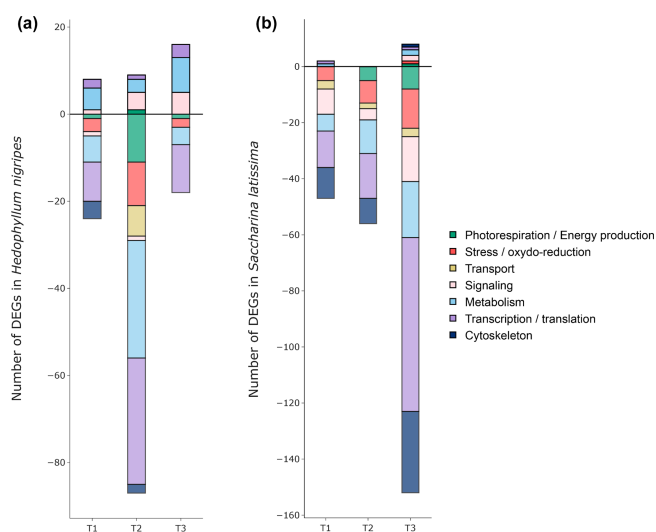 (a)
Number of DEGs in Hedophyllum nigripes
20
0
−20
−40
−60
−80
T1
T2
T3
(b)
Number of DEGs in Saccharina latissima
0
−20
−40
−60
−80
−100
−120
−140
−160
T1
T2
T3
Photorespiration / Energy production
Stress / oxydo-reduction
Transport
Signaling
Metabolism
Transcription / translation
Cytoskeleton